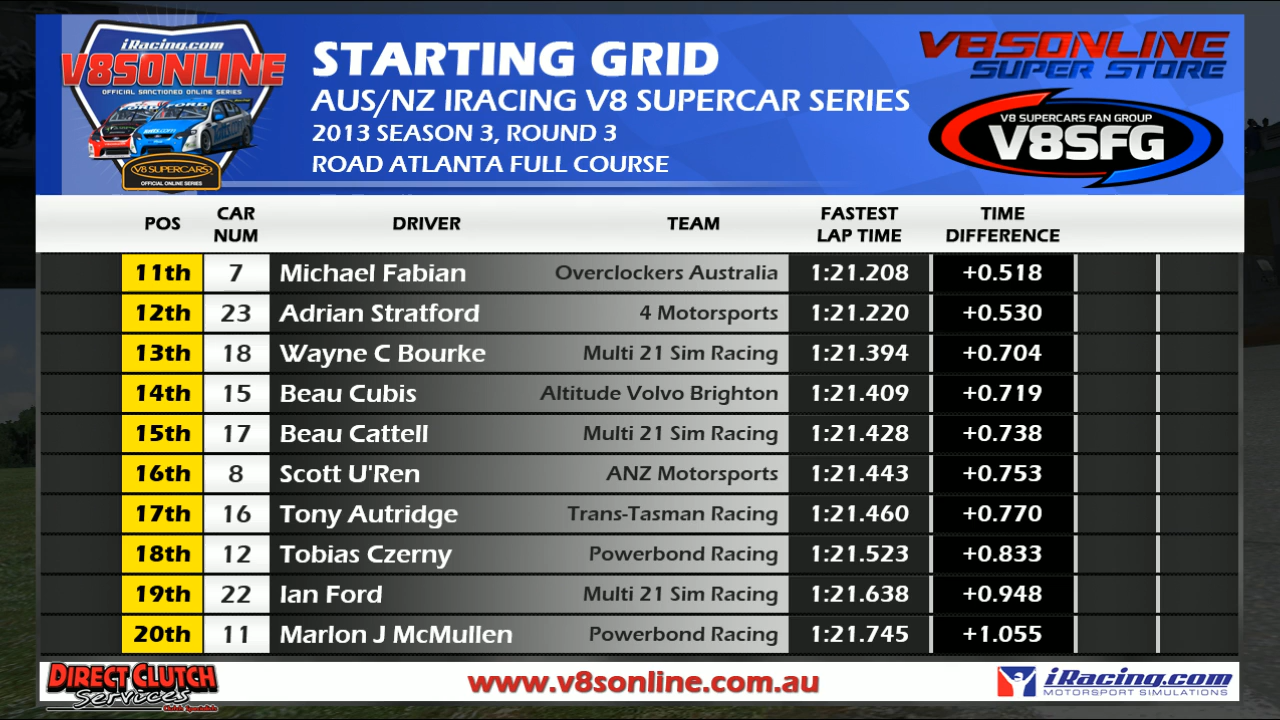 iRacing.com
V8SONLINE
OFFICIAL SANCTIONED ONLINE SERIES
V8 SUPERCARS
OFFICIAL ONLINE SERIES
STARTING GRID
AUS/NZ IRACING V8 SUPERCAR SERIES
2013 SEASON 3, ROUND 3
ROAD ATLANTA FULL COURSE
V8SONLINE
SUPER STORE
V8 SUPERCARS FAN GROUP
V8SFG
POS CAR NUM DRIVER TEAM FASTEST LAP TIME TIME DIFFERENCE
11th 7 Michael Fabian Overclockers Australia 1:21.208 +0.518
12th 23 Adrian Stratford 4 Motorsports 1:21.220 +0.530
13th 18 Wayne C Bourke Multi 21 Sim Racing 1:21.394 +0.704
14th 15 Beau Cubis Altitude Volvo Brighton 1:21.409 +0.719
15th 17 Beau Cattell Multi 21 Sim Racing 1:21.428 +0.738
16th 8 Scott U'Ren ANZ Motorsports 1:21.443 +0.753
17th 16 Tony Autridge Trans-Tasman Racing 1:21.460 +0.770
18th 12 Tobias Czerny Powerbond Racing 1:21.523 +0.833
19th 22 Ian Ford Multi 21 Sim Racing 1:21.638 +0.948
20th 11 Marlon J McMullen Powerbond Racing 1:21.745 +1.055
DIRECT CLUTCH
Services
Clutch Specialists
www.v8sonline.com.au
iRacing.com
MOTORSPORT SIMULATIONS